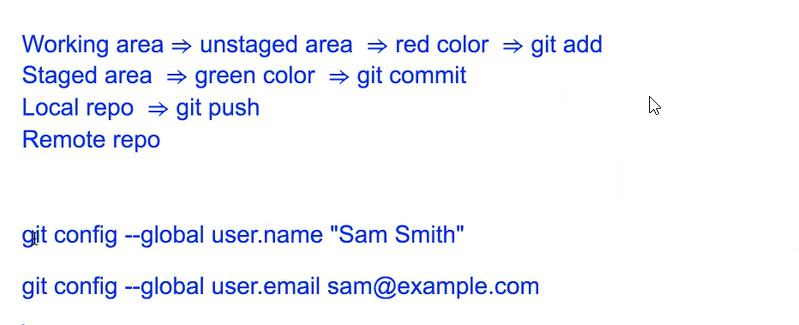 Working area ⇒ unstaged area ⇒ red color ⇒ git add
Staged area ⇒ green color ⇒ git commit
Local repo ⇒ git push
Remote repo
git config --global user.name "Sam Smith"
git config --global user.email sam@example.com